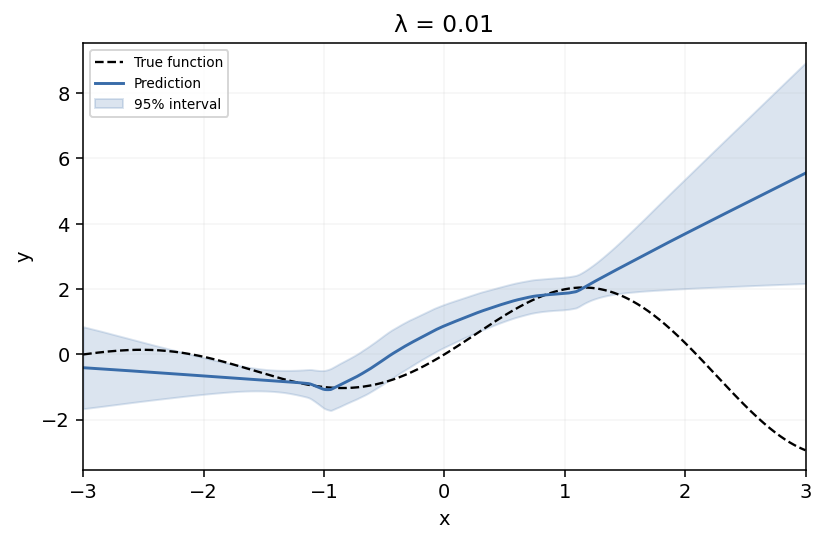 λ = 0.01
True function
Prediction
95% interval
y
8
6
4
2
0
−2
−3 −2 −1 0 1 2 3
x